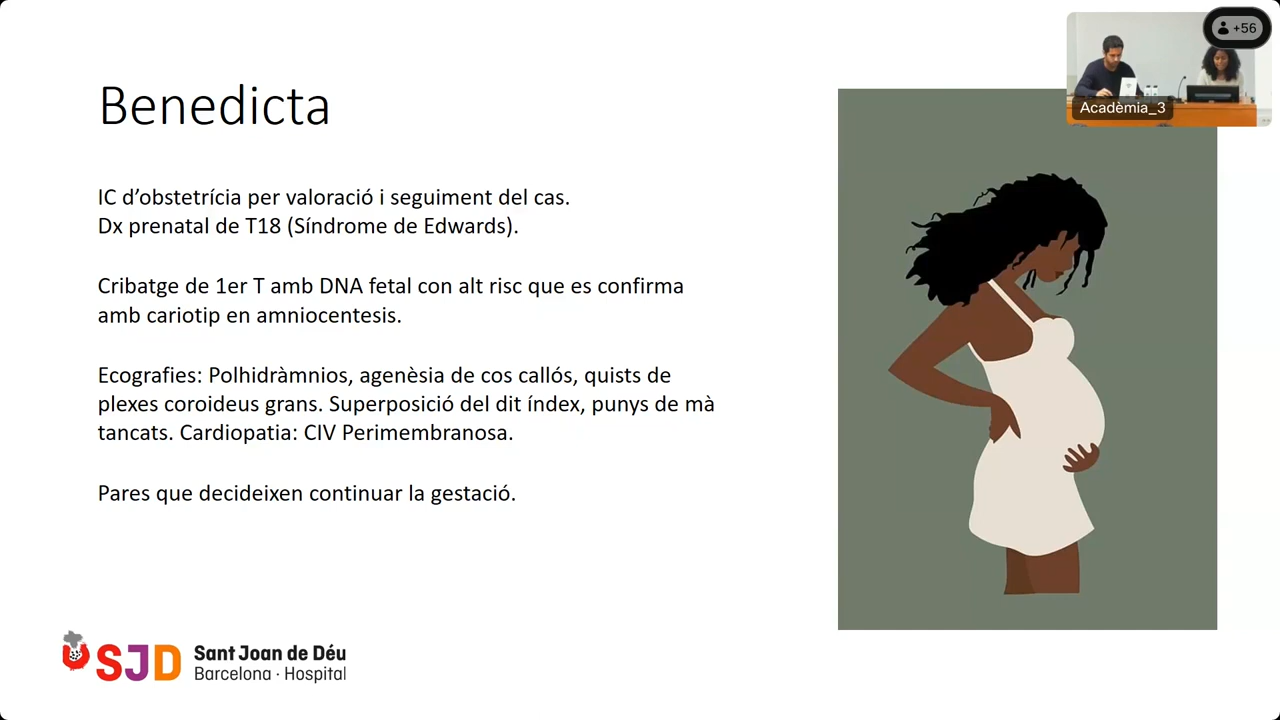 +56
Acadèmia_3
Benedicta
IC d’obstetrícia per valoració i seguiment del cas.
Dx prenatal de T18 (Síndrome de Edwards).
Cribatge de 1er T amb DNA fetal con alt risc que es confirma
amb cariotip en amniocentesis.
Ecografies: Polhidràmnios, agenèsia de cos callós, quists de
plexes coroideus grans. Superposició del dit índex, punys de mà
tancats. Cardiopatia: CIV Perimembranosa.
Pares que decideixen continuar la gestació.
SJD
Sant Joan de Déu
Barcelona · Hospital